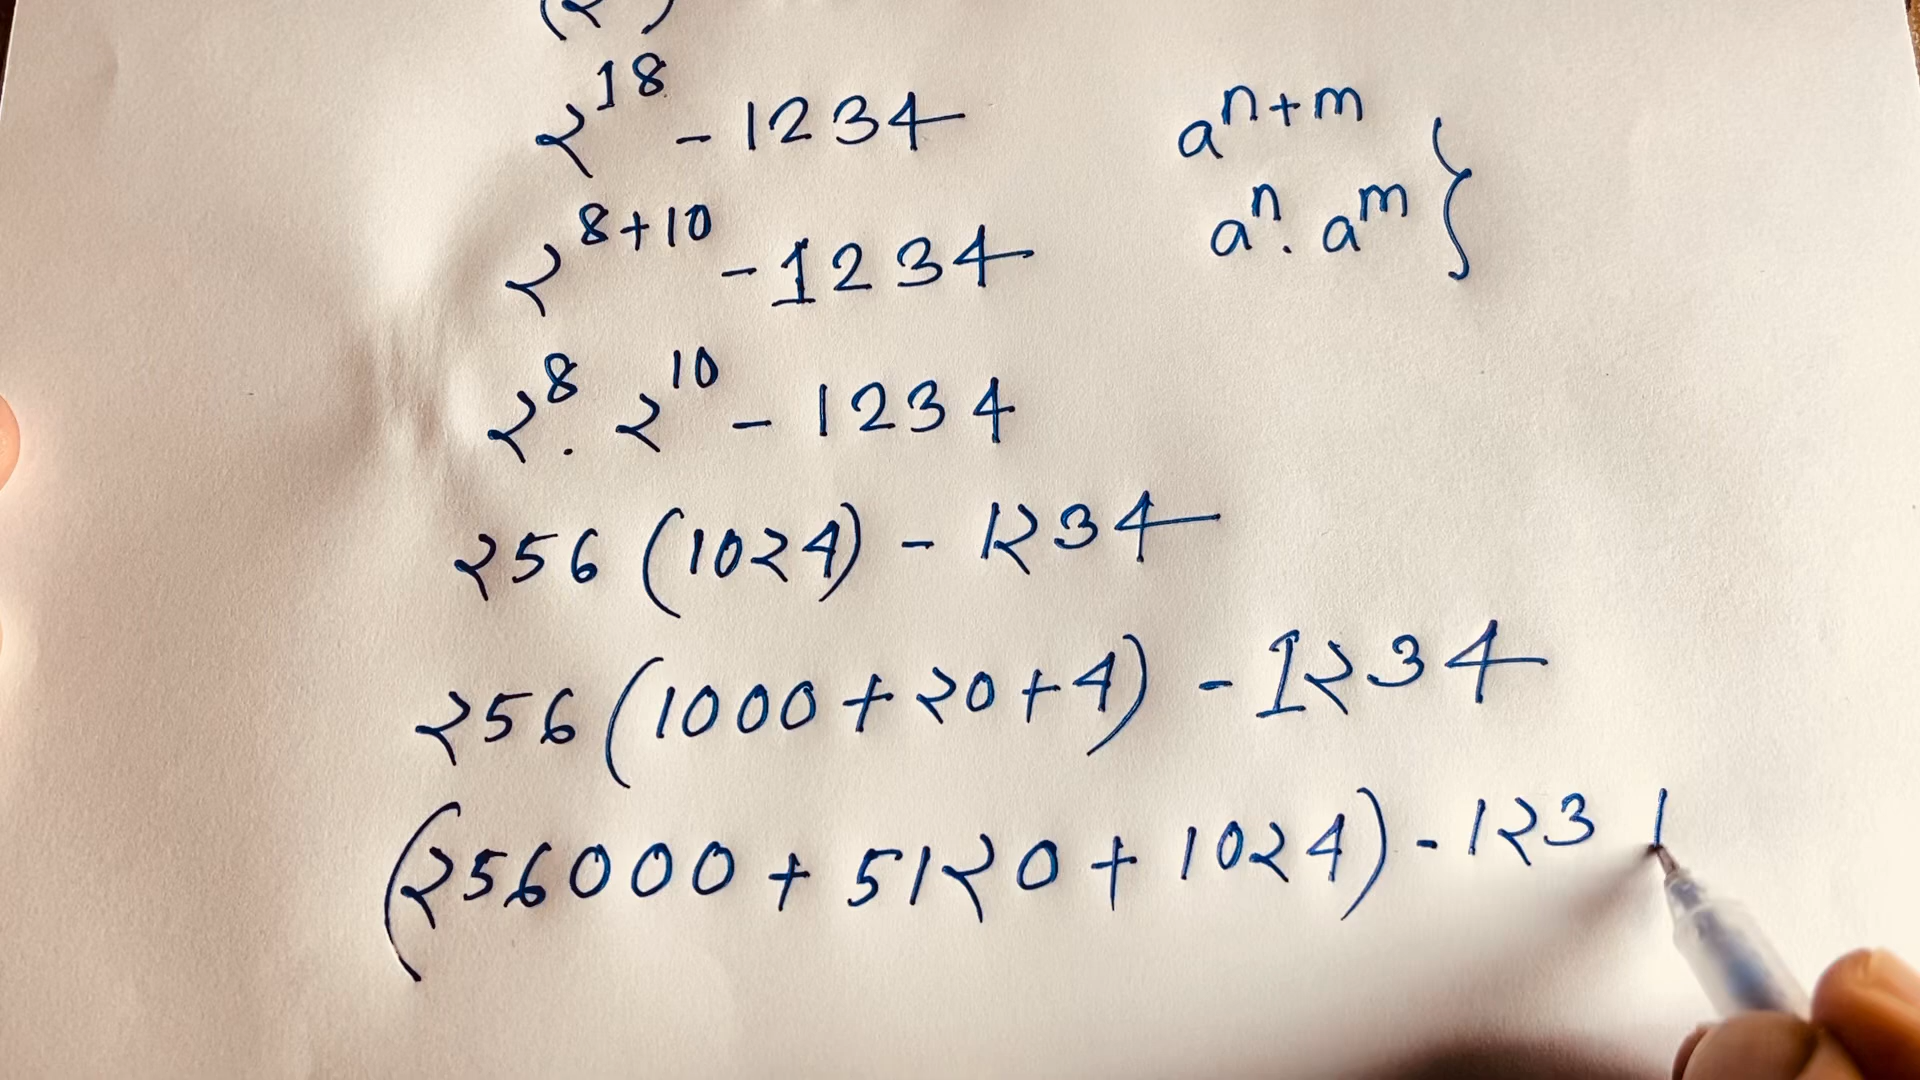 2^18 - 1234
a^n+m
2^8+10 - 1234
a^n . a^m }
2^8 . 2^10 - 1234
256 (1024) - 1234
256 (1000 + 20 + 4) - 1234
(256000 + 5120 + 1024) - 123